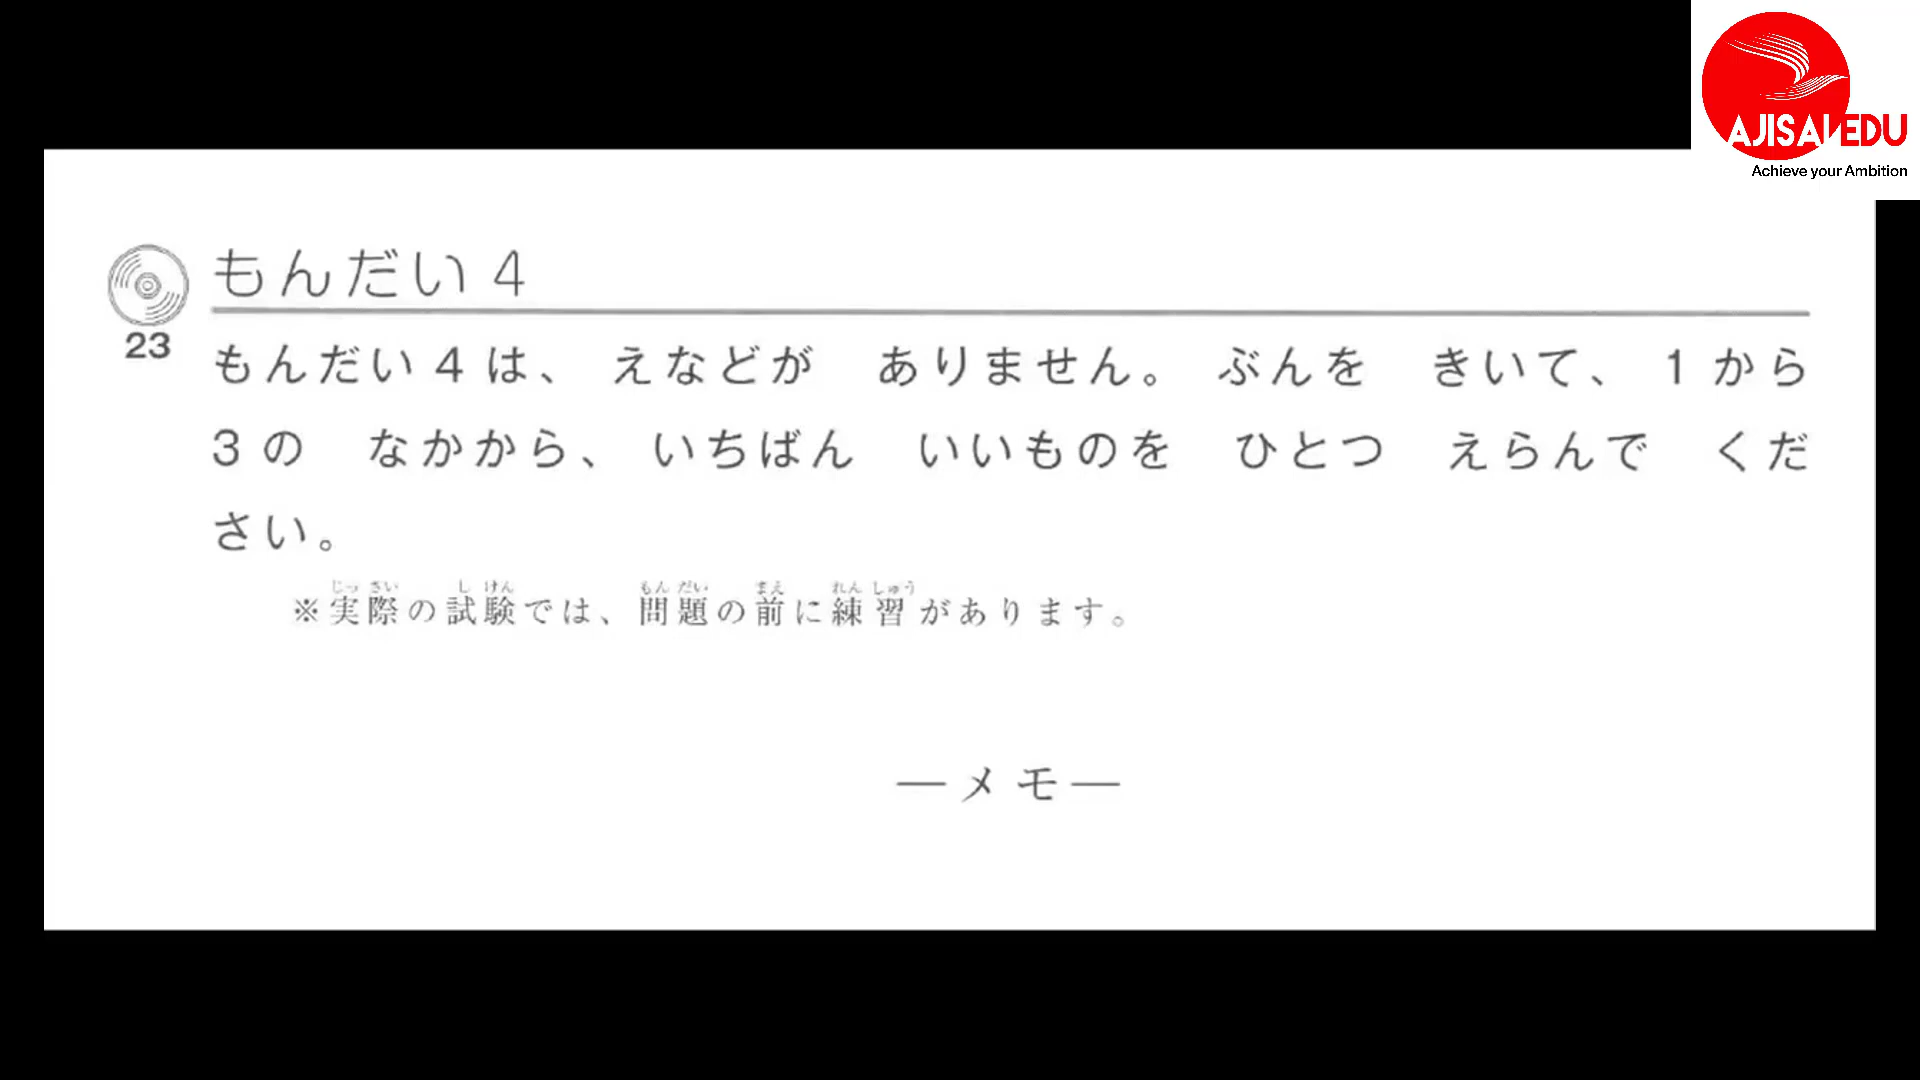 AJISAI EDU
Achieve your Ambition
もんだい4
23
もんだい4は、 えなどが ありません。 ぶんを きいて、 1から
3の なかから、 いちばん いいものを ひとつ えらんで くだ
さい。
じっさい しけん もんだい まえ れんしゅう
※実際の試験では、問題の前に練習があります。
―メモ―